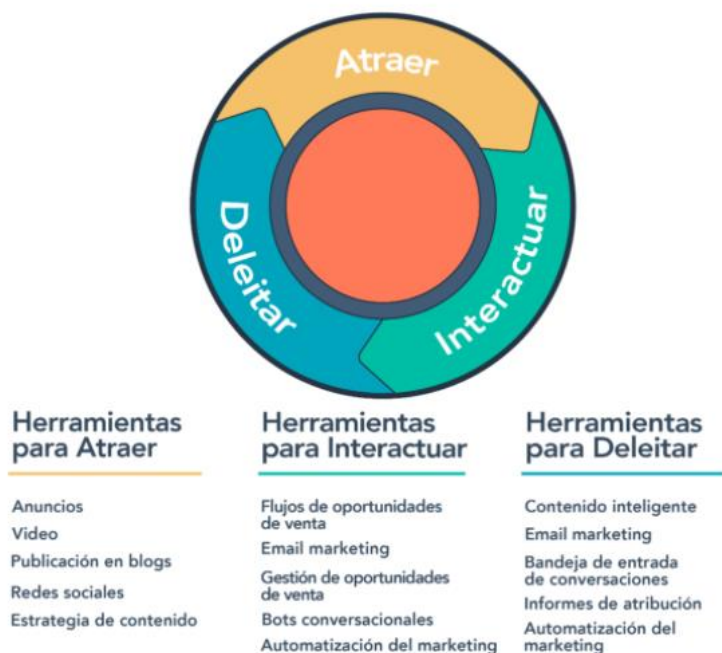 Atraer
Interactuar
Deleitar
Herramientas
para Atraer
Anuncios
Video
Publicación en blogs
Redes sociales
Estrategia de contenido
Herramientas
para Interactuar
Flujos de oportunidades
de venta
Email marketing
Gestión de oportunidades
de venta
Bots conversacionales
Automatización del marketing
Herramientas
para Deleitar
Contenido inteligente
Email marketing
Bandeja de entrada
de conversaciones
Informes de atribución
Automatización del
marketing